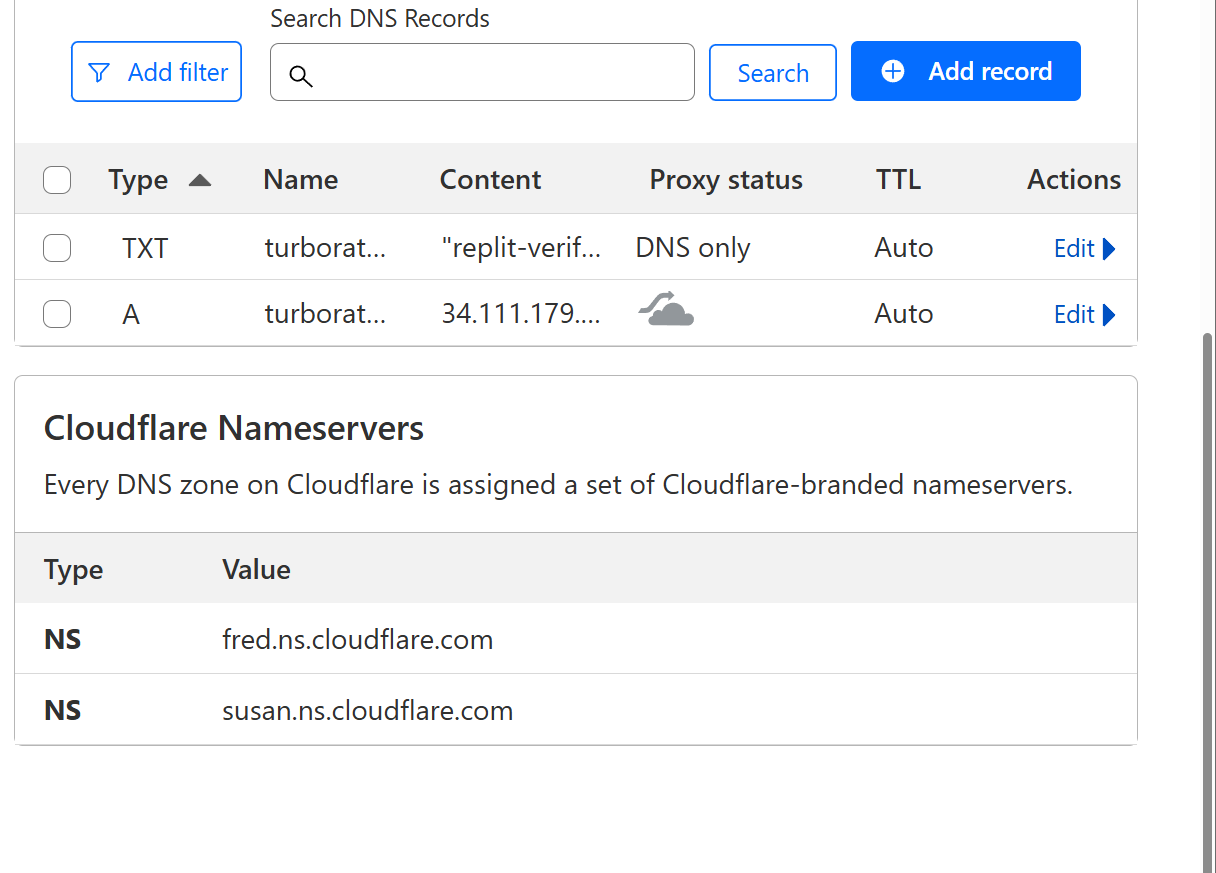 Search DNS Records
Add filter
Search
Add record
Type Name Content Proxy status TTL Actions
TXT turborat... "replit-verif... DNS only Auto Edit
A turborat... 34.111.179.... Auto Edit
Cloudflare Nameservers
Every DNS zone on Cloudflare is assigned a set of Cloudflare-branded nameservers.
Type Value
NS fred.ns.cloudflare.com
NS susan.ns.cloudflare.com